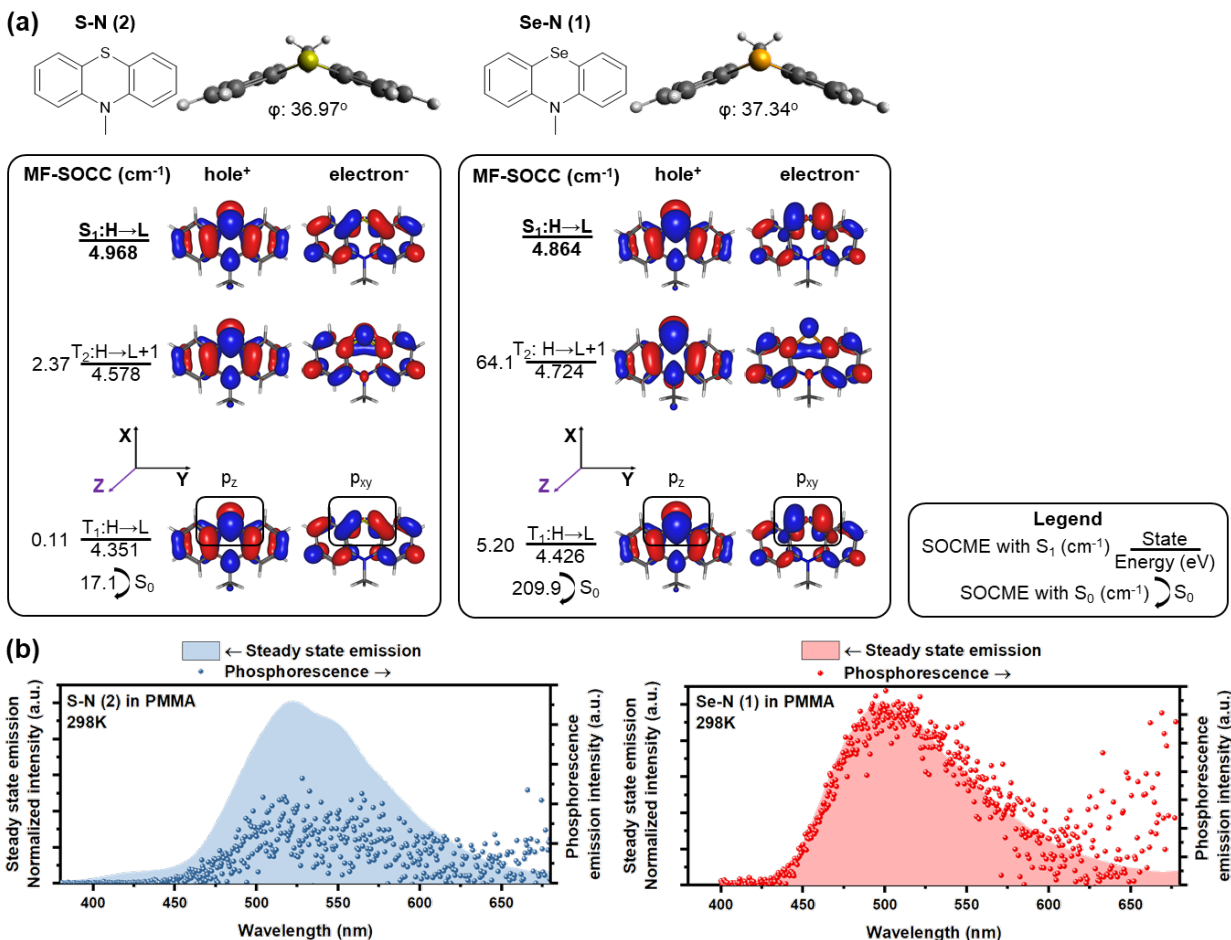 (a)
S-N (2)
Se-N (1)
S
N
φ: 36.97°
Se
N
φ: 37.34°
MF-SOCC (cm⁻¹) hole⁺ electron⁻
S₁:H→L
4.968
2.37 T₂:H→L+1
4.578
X
Z Y
p_z p_xy
0.11 T₁:H→L
4.351
17.1 S₀
MF-SOCC (cm⁻¹) hole⁺ electron⁻
S₁:H→L
4.864
64.1 T₂: H→L+1
4.724
X
Z Y
p_z p_xy
5.20 T₁:H→L
4.426
209.9 S₀
Legend
SOCME with S₁ (cm⁻¹) State
Energy (eV)
SOCME with S₀ (cm⁻¹) S₀
(b)
← Steady state emission
Phosphorescence →
S-N (2) in PMMA
298K
Steady state emission
Normalized intensity (a.u.)
Phosphorescence
emission intensity (a.u.)
400 450 500 550 600 650
Wavelength (nm)
← Steady state emission
Phosphorescence →
Se-N (1) in PMMA
298K
Steady state emission
Normalized intensity (a.u.)
Phosphorescence
emission intensity (a.u.)
400 450 500 550 600 650
Wavelength (nm)